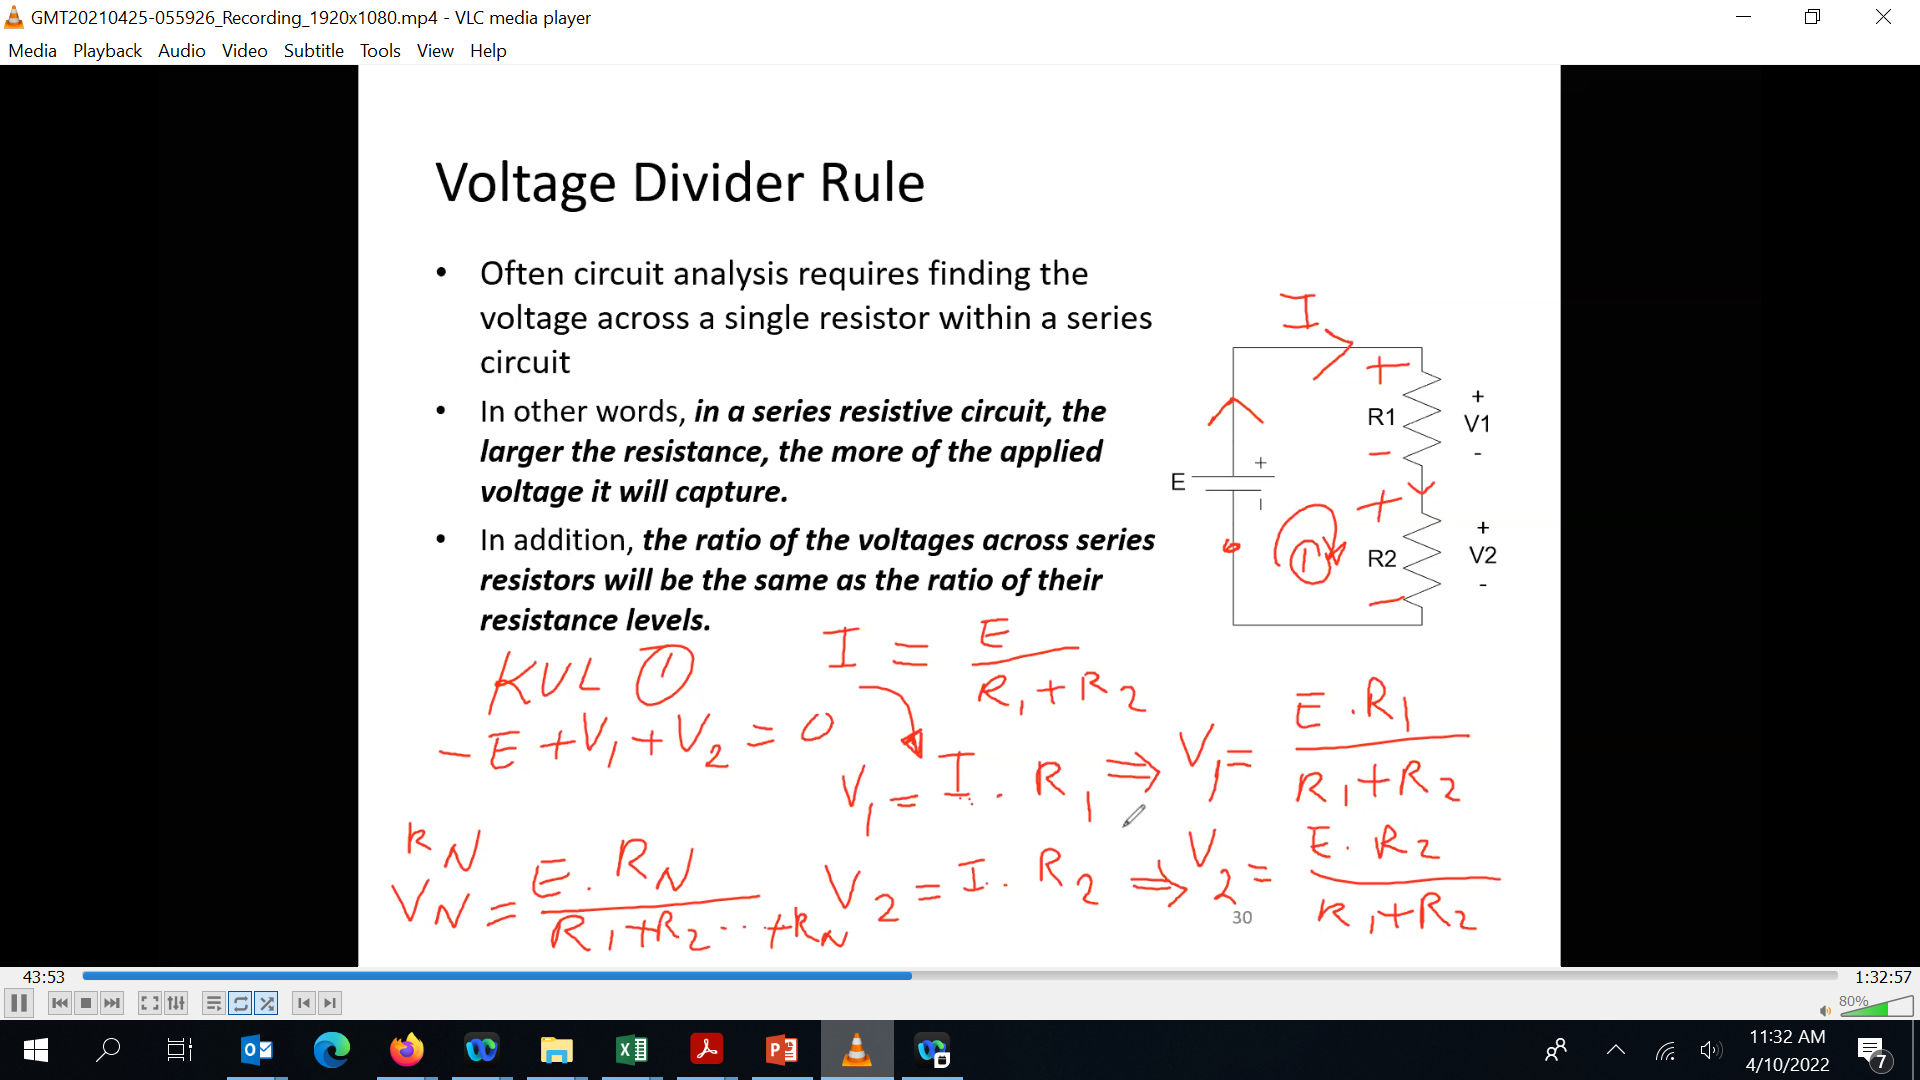 GMT20210425-055926_Recording_1920x1080.mp4 - VLC media player
Media Playback Audio Video Subtitle Tools View Help
Voltage Divider Rule
• Often circuit analysis requires finding the
voltage across a single resistor within a series
circuit
• In other words, in a series resistive circuit, the
larger the resistance, the more of the applied
voltage it will capture.
• In addition, the ratio of the voltages across series
resistors will be the same as the ratio of their
resistance levels.
I
+
R1
-
+
V1
-
E
+
-
+
R2
-
1
+
V2
-
KVL 1
-E + V1 + V2 = 0
I = E / R1 + R2
V1 = I . R1 ⇒ V1 = E . R1 / R1 + R2
RN
VN = E . RN / R1 + R2 ... + RN
V2 = I . R2 ⇒ V2 = E . R2 / R1 + R2
30
43:53
1:32:57
80%
11:32 AM
4/10/2022
7